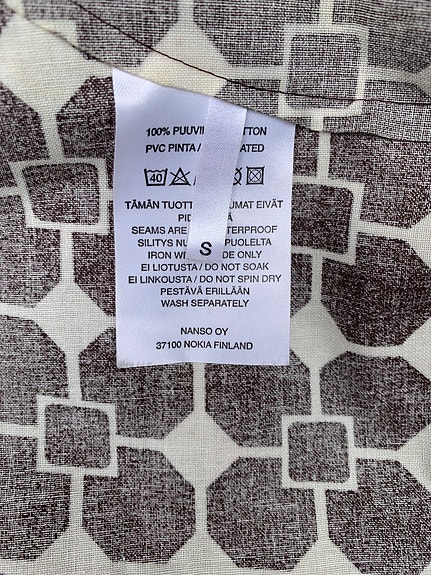 100% PUUVI TTON
PVC PINTA / ATED
40
TÄMÄN TUOTT UMAT EIVÄT
PID Ä
SEAMS ARE TERPROOF
SILITYS NU PUOLELTA
IRON W DE ONLY
EI LIOTUSTA / DO NOT SOAK
EI LINKOUSTA / DO NOT SPIN DRY
PESTÄVÄ ERILLÄÄN
WASH SEPARATELY
NANSO OY
37100 NOKIA FINLAND
S